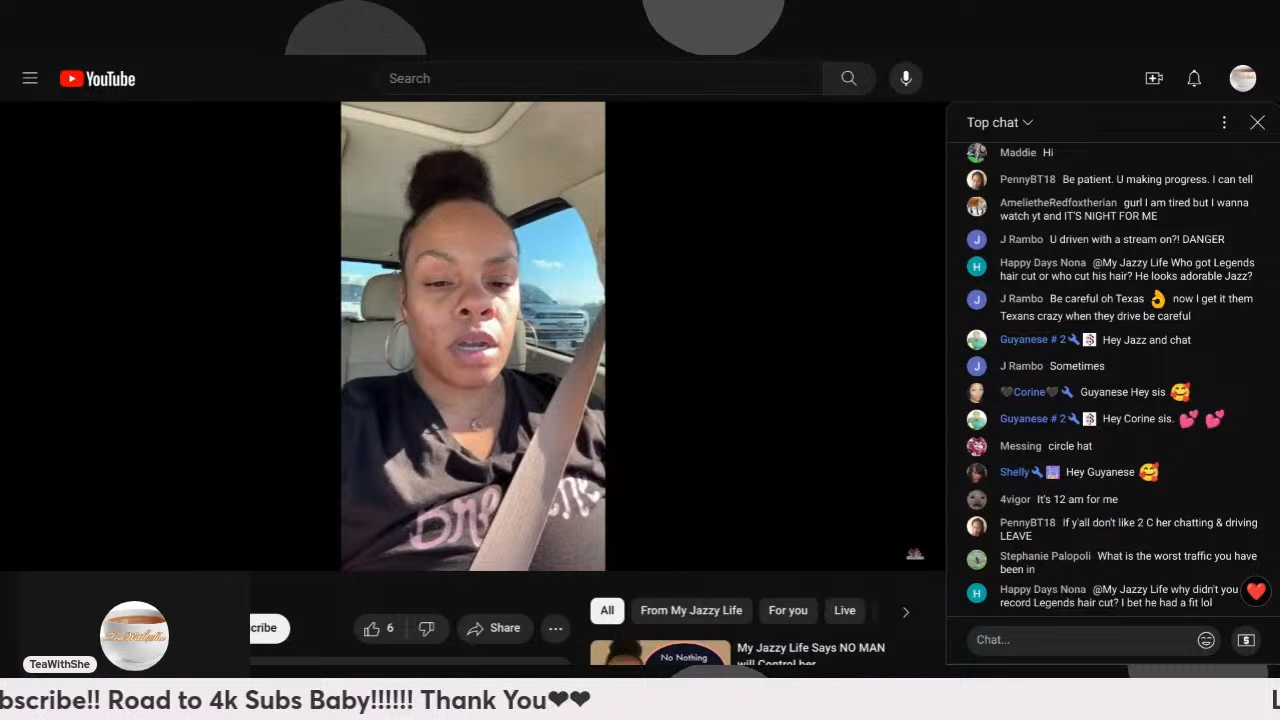 YouTube
Search
Top chat
Maddie Hi
PennyBT18 Be patient. U making progress. I can tell
AmelietheRedfoxtherian gurl I am tired but I wanna
watch yt and IT'S NIGHT FOR ME
J Rambo U driven with a stream on?! DANGER
Happy Days Nona @My Jazzy Life Who got Legends
hair cut or who cut his hair? He looks adorable Jazz?
J Rambo Be careful oh Texas 👌 now I get it them
Texans crazy when they drive be careful
Guyanese # 2 Hey Jazz and chat
J Rambo Sometimes
🖤Corine🖤 Guyanese Hey sis 🥰
Guyanese # 2 Hey Corine sis. 💕 💕
Messing circle hat
Shelly Hey Guyanese 🥰
4vigor It's 12 am for me
PennyBT18 If y'all don't like 2 C her chatting & driving
LEAVE
Stephanie Palopoli What is the worst traffic you have
been in
Happy Days Nona @My Jazzy Life why didn't you
record Legends hair cut? I bet he had a fit lol
Chat...
cribe
6
Share
All
From My Jazzy Life
For you
Live
No Nothing
My Jazzy Life Says NO MAN
will Control her
TeaWithShe
TeaWithShe
bscribe!! Road to 4k Subs Baby!!!!!! Thank You❤❤